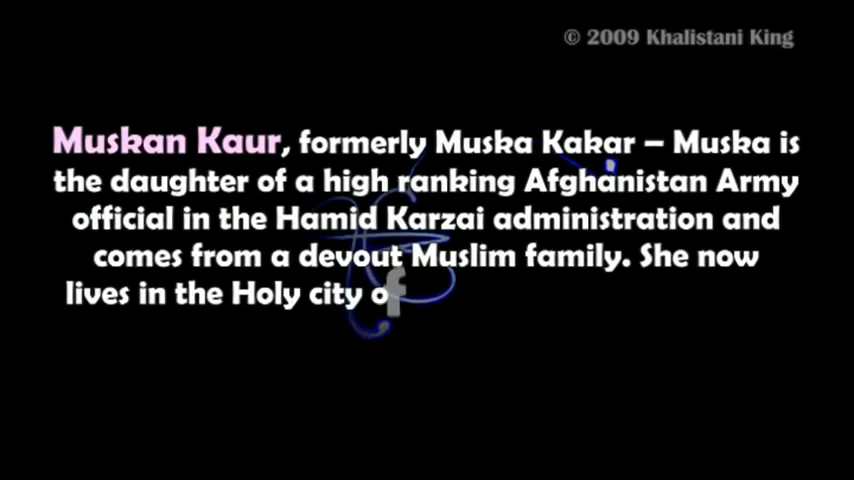 © 2009 Khalistani King
Muskan Kaur, formerly Muska Kakar – Muska is
the daughter of a high ranking Afghanistan Army
official in the Hamid Karzai administration and
comes from a devout Muslim family. She now
lives in the Holy city of